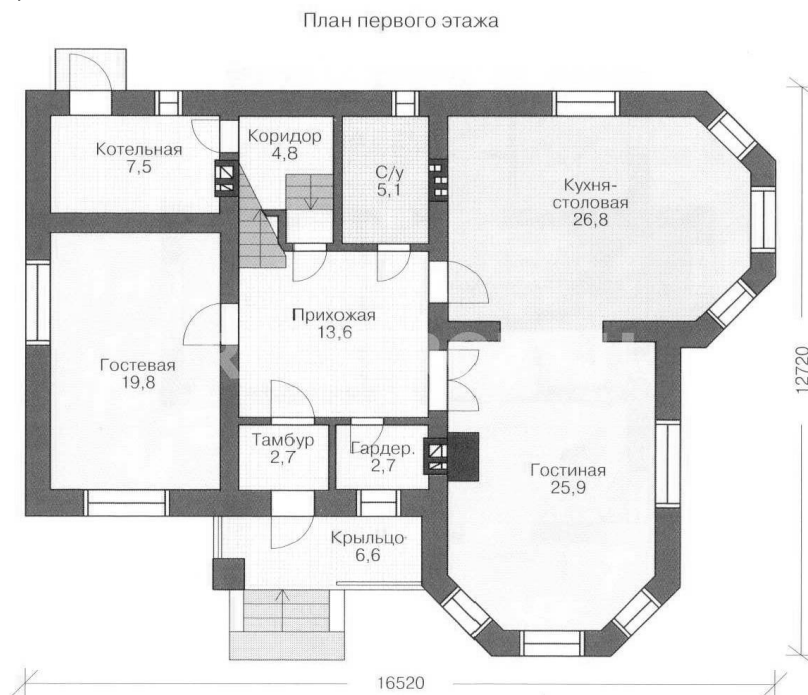 План первого этажа
Котельная
7,5
Коридор
4,8
С/у
5,1
Кухня-
столовая
26,8
Прихожая
13,6
Гостевая
19,8
Тамбур
2,7
Гардер.
2,7
Гостиная
25,9
Крыльцо
6,6
12720
16520